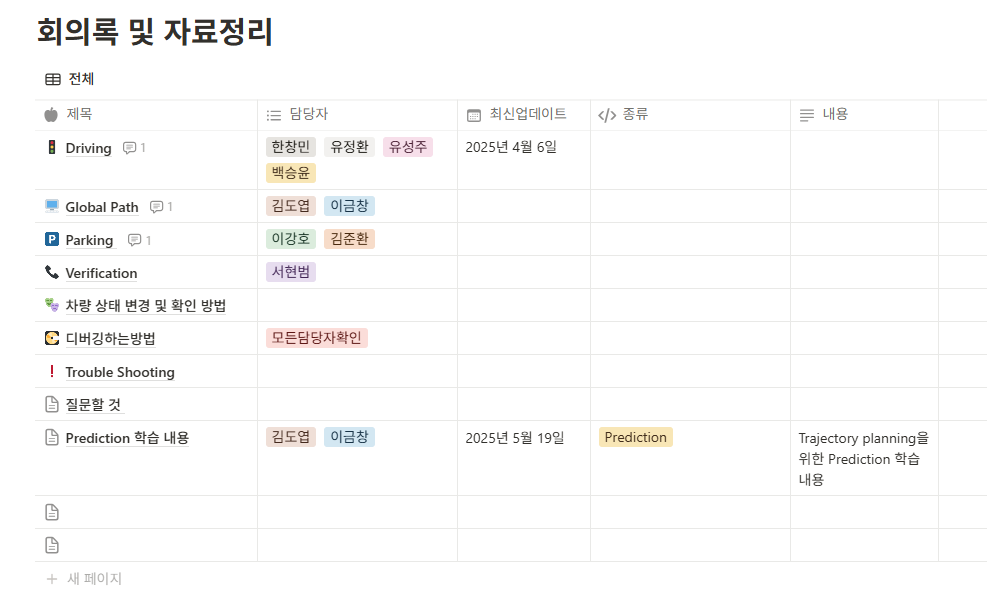 회의록 및 자료정리
전체
제목 담당자 최신업데이트 종류 내용
Driving 1 한창민 유정환 유성주 2025년 4월 6일
백승윤
Global Path 1 김도엽 이금창
P Parking 1 이강호 김준환
Verification 서현범
차량 상태 변경 및 확인 방법
디버깅하는방법 모든담당자확인
Trouble Shooting
질문할 것
Prediction 학습 내용 김도엽 이금창 2025년 5월 19일 Prediction Trajectory planning을
위한 Prediction 학습
내용
새 페이지